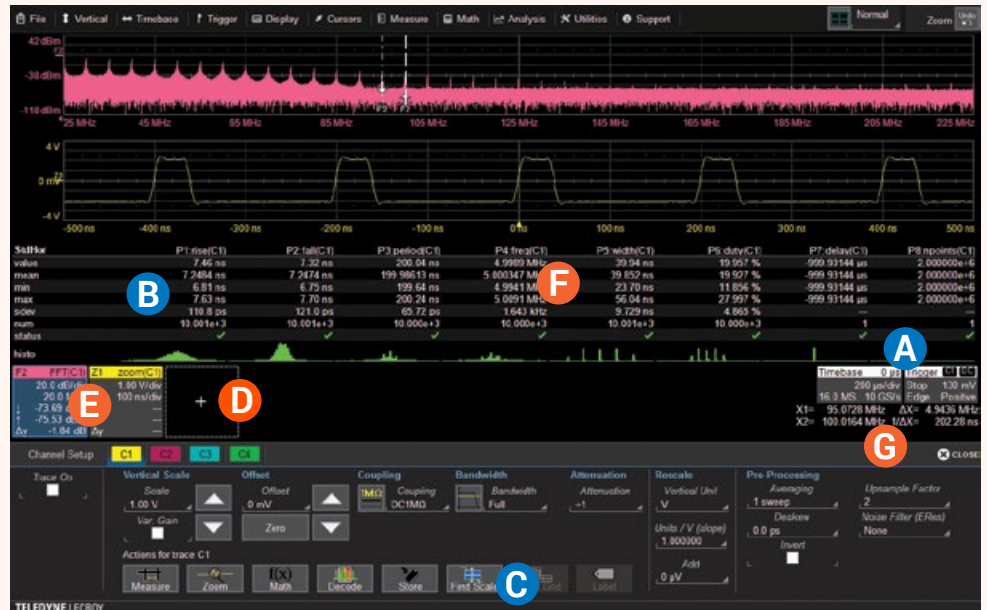 File Vertical Timebase Trigger Display Cursors Measure Math Analysis Utilities Support Normal Zoom Undo
42 dBm
F2
-38 dBm
-110 dBm
25 MHz 45 MHz 65 MHz 85 MHz 105 MHz 125 MHz 145 MHz 165 MHz 185 MHz 205 MHz 225 MHz
4 V
0 mV
Z1
-4 V
-500 ns -400 ns -300 ns -200 ns -100 ns 0 ns 100 ns 200 ns 300 ns 400 ns 500 ns
StdHor P1:rise(C1) P2:fall(C1) P3:period(C1) P4:freq(C1) P5:width(C1) P6:duty(C1) P7:delay(C1) P8:npoints(C1)
value 7.46 ns 7.32 ns 200.04 ns 4.9989 MHz 39.94 ns 19.957 % -999.93144 µs 2.000000e+6
mean 7.2484 ns 7.2474 ns 199.98613 ns 5.000347 MHz 39.852 ns 19.927 % -999.93144 µs 2.000000e+6
min 6.81 ns 6.75 ns 199.64 ns 4.9941 MHz 23.70 ns 11.856 % -999.93144 µs 2.000000e+6
max 7.63 ns 7.70 ns 200.24 ns 5.0091 MHz 56.04 ns 27.997 % -999.93144 µs 2.000000e+6
sdev 110.8 ps 121.0 ps 65.72 ps 1.643 kHz 9.729 ns 4.865 % --- ---
num 10.001e+3 10.001e+3 10.000e+3 10.000e+3 10.001e+3 10.000e+3 1 1
status
histo
B
F
A
F2 FFT(C1) Z1 zoom(C1)
20.0 dB/div 1.00 V/div
20.0 M 100 ns/div
-73.69 ---
-75.53 dB ---
Δy -1.84 dB Δy ---
E
+
D
Timebase 0 µs Trigger C1 DC
200 µs/div Stop 130 mV
16.0 MS 10 GS/s Edge Positive
X1= 95.0728 MHz ΔX= 4.9436 MHz
X2= 100.0164 MHz 1/ΔX= 202.28 ns
G
Channel Setup C1 C2 C3 C4 CLOSE
Trace On Vertical Scale Offset Coupling Bandwidth Attenuation Rescale Pre-Processing
Scale Offset Coupling Bandwidth Attenuation Vertical Unit Averaging Upsample Factor
1.00 V 0 mV 1MΩ DC1MΩ Full ÷1 V 1 sweep 2
Var. Gain Zero Units / V (slope) Deskew Noise Filter (ERes)
1.000000 0.0 ps None
Actions for trace C1 Add Invert
0 µV
Measure Zoom f(x) Math Decode Store Find Scale Label
C
TELEDYNE LECROY